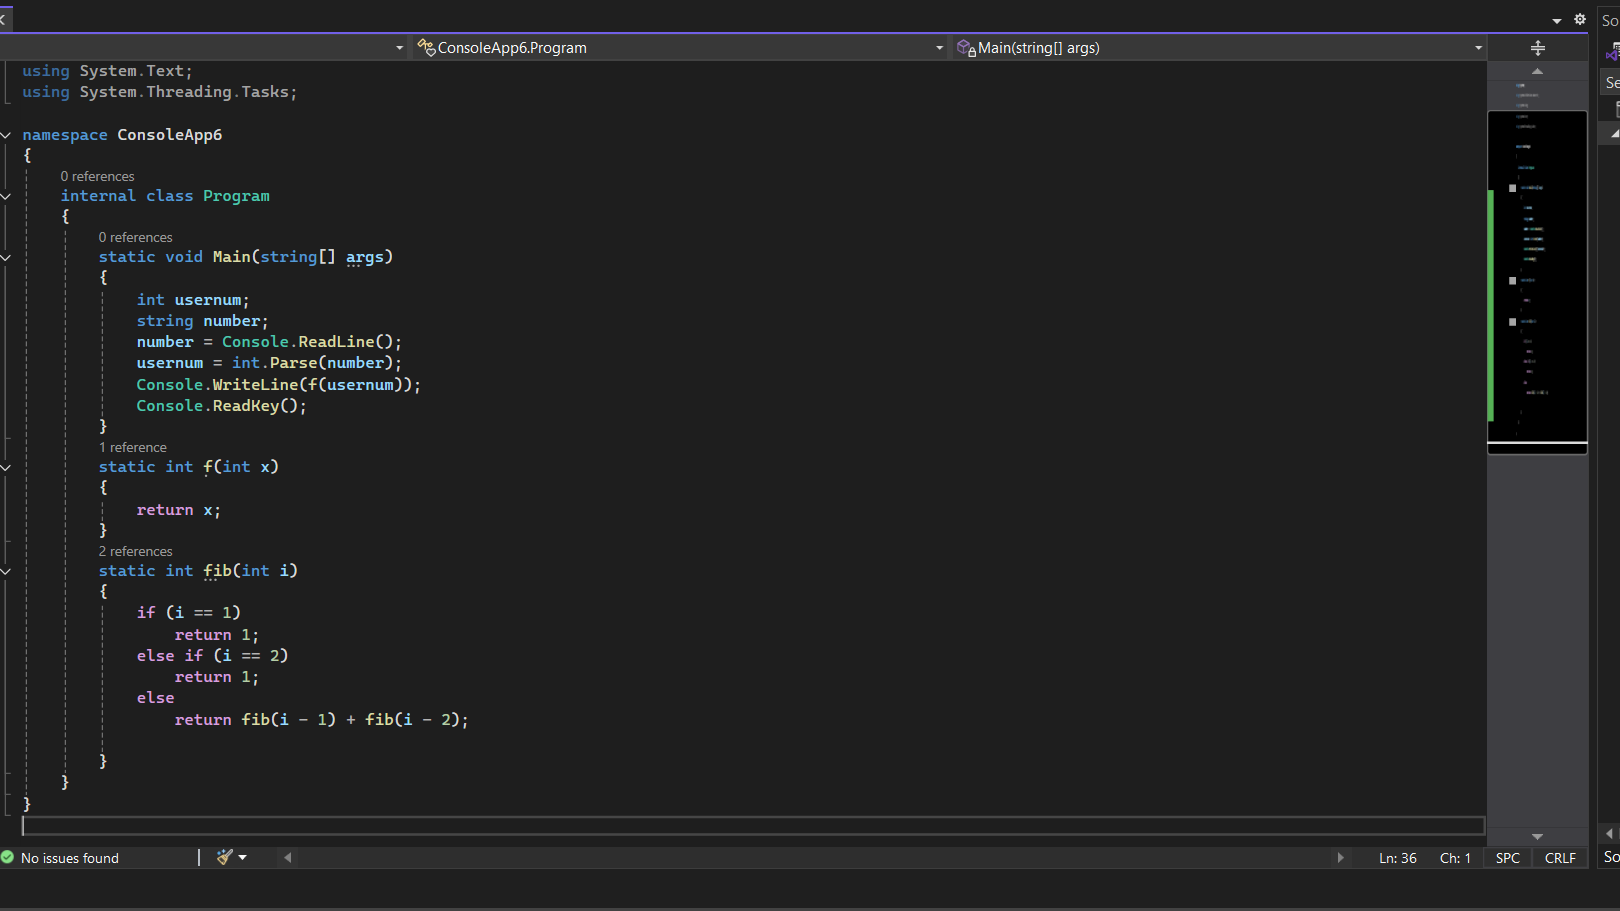 So
ConsoleApp6.Program
Main(string[] args)
Se
using System.Text;
using System.Threading.Tasks;
namespace ConsoleApp6
{
0 references
internal class Program
{
0 references
static void Main(string[] args)
{
int usernum;
string number;
number = Console.ReadLine();
usernum = int.Parse(number);
Console.WriteLine(f(usernum));
Console.ReadKey();
}
1 reference
static int f(int x)
{
return x;
}
2 references
static int fib(int i)
{
if (i == 1)
return 1;
else if (i == 2)
return 1;
else
return fib(i - 1) + fib(i - 2);
}
}
}
No issues found
Ln: 36
Ch: 1
SPC
CRLF
So